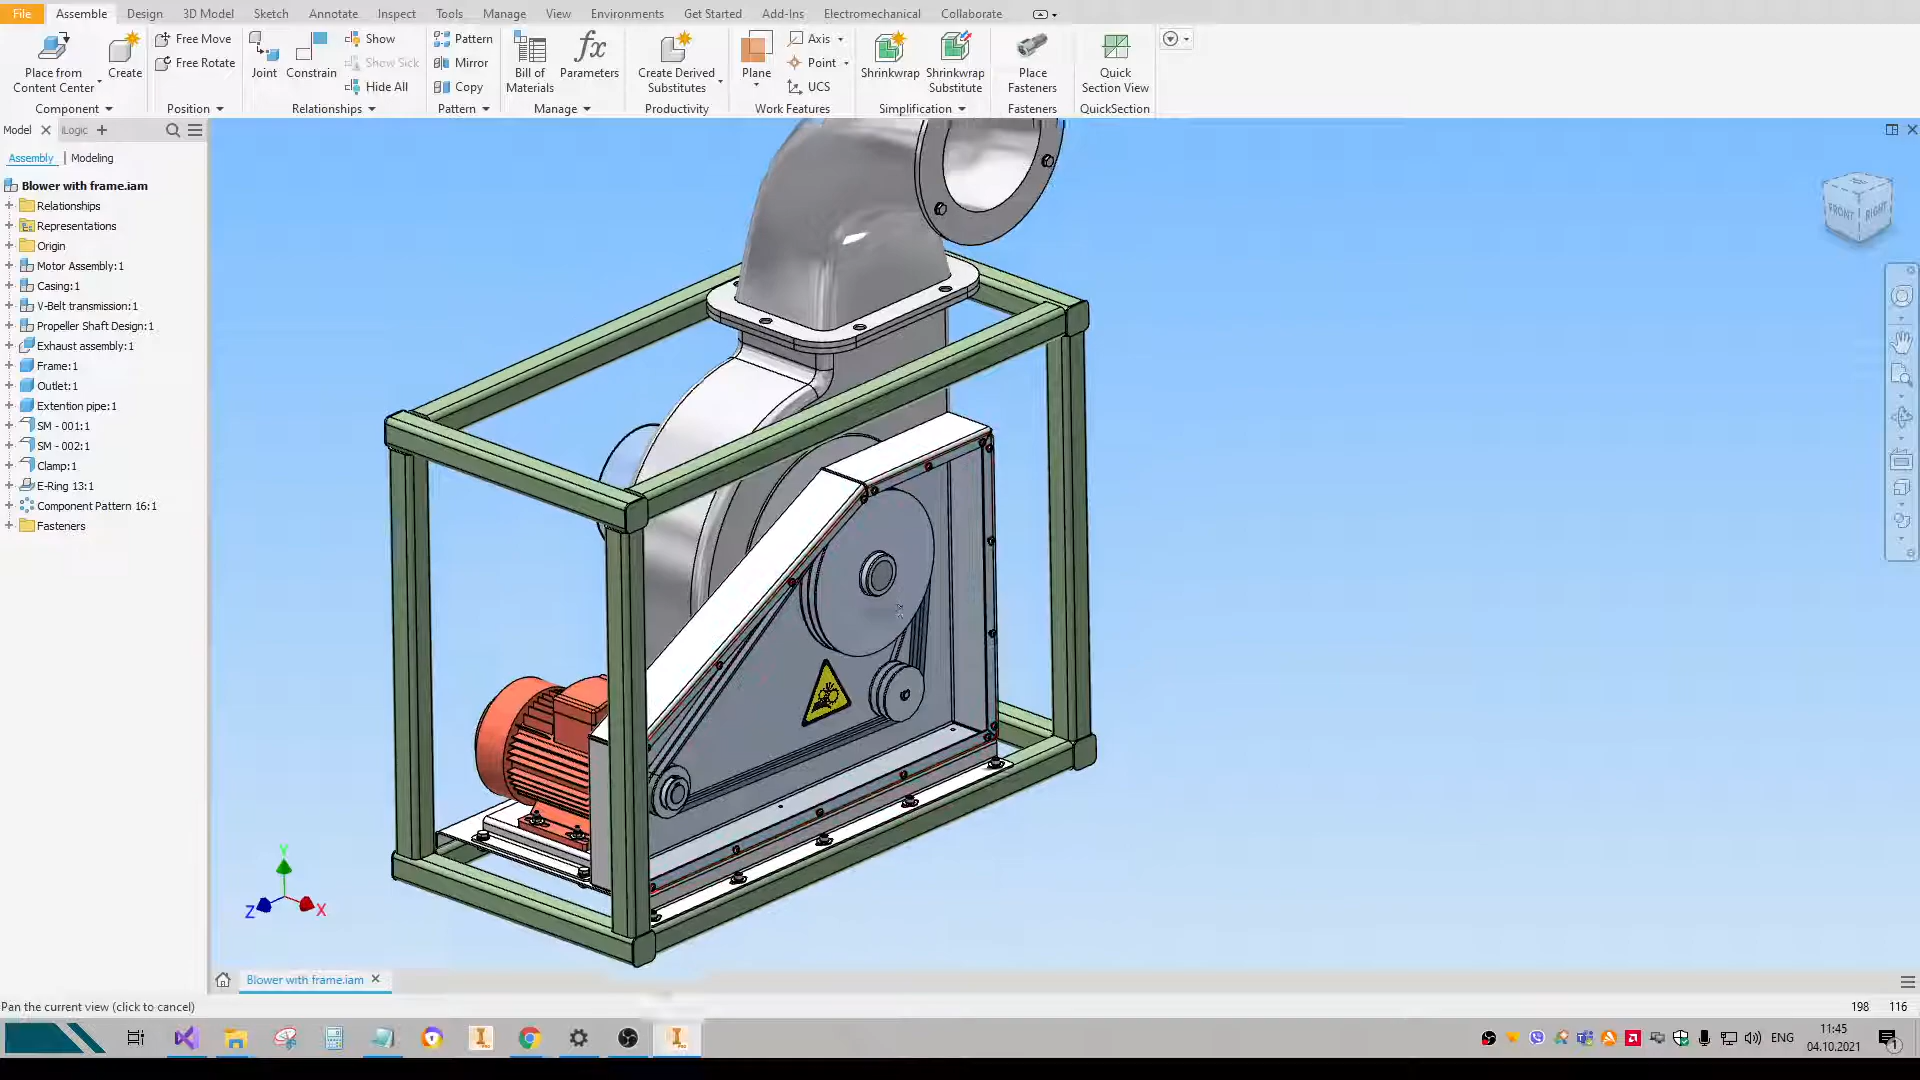 File Assemble Design 3D Model Sketch Annotate Inspect Tools Manage View Environments Get Started Add-Ins Electromechanical Collaborate
Place from
Content Center
Create
Free Move
Free Rotate
Joint
Constrain
Show
Show Sick
Hide All
Pattern
Mirror
Copy
Bill of
Materials
fx
Parameters
Create Derived
Substitutes
Plane
Axis
Point
UCS
Shrinkwrap
Shrinkwrap
Substitute
Place
Fasteners
Quick
Section View
Component Position Relationships Pattern Manage Productivity Work Features Simplification Fasteners QuickSection
Model iLogic
Assembly Modeling
Blower with frame.iam
Relationships
Representations
Origin
Motor Assembly:1
Casing:1
V-Belt transmission:1
Propeller Shaft Design:1
Exhaust assembly:1
Frame:1
Outlet:1
Extention pipe:1
SM - 001:1
SM - 002:1
Clamp:1
E-Ring 13:1
Component Pattern 16:1
Fasteners
FRONT RIGHT
Y
Z X
Blower with frame.iam
Pan the current view (click to cancel)
198 116
ENG
11:45
04.10.2021
1